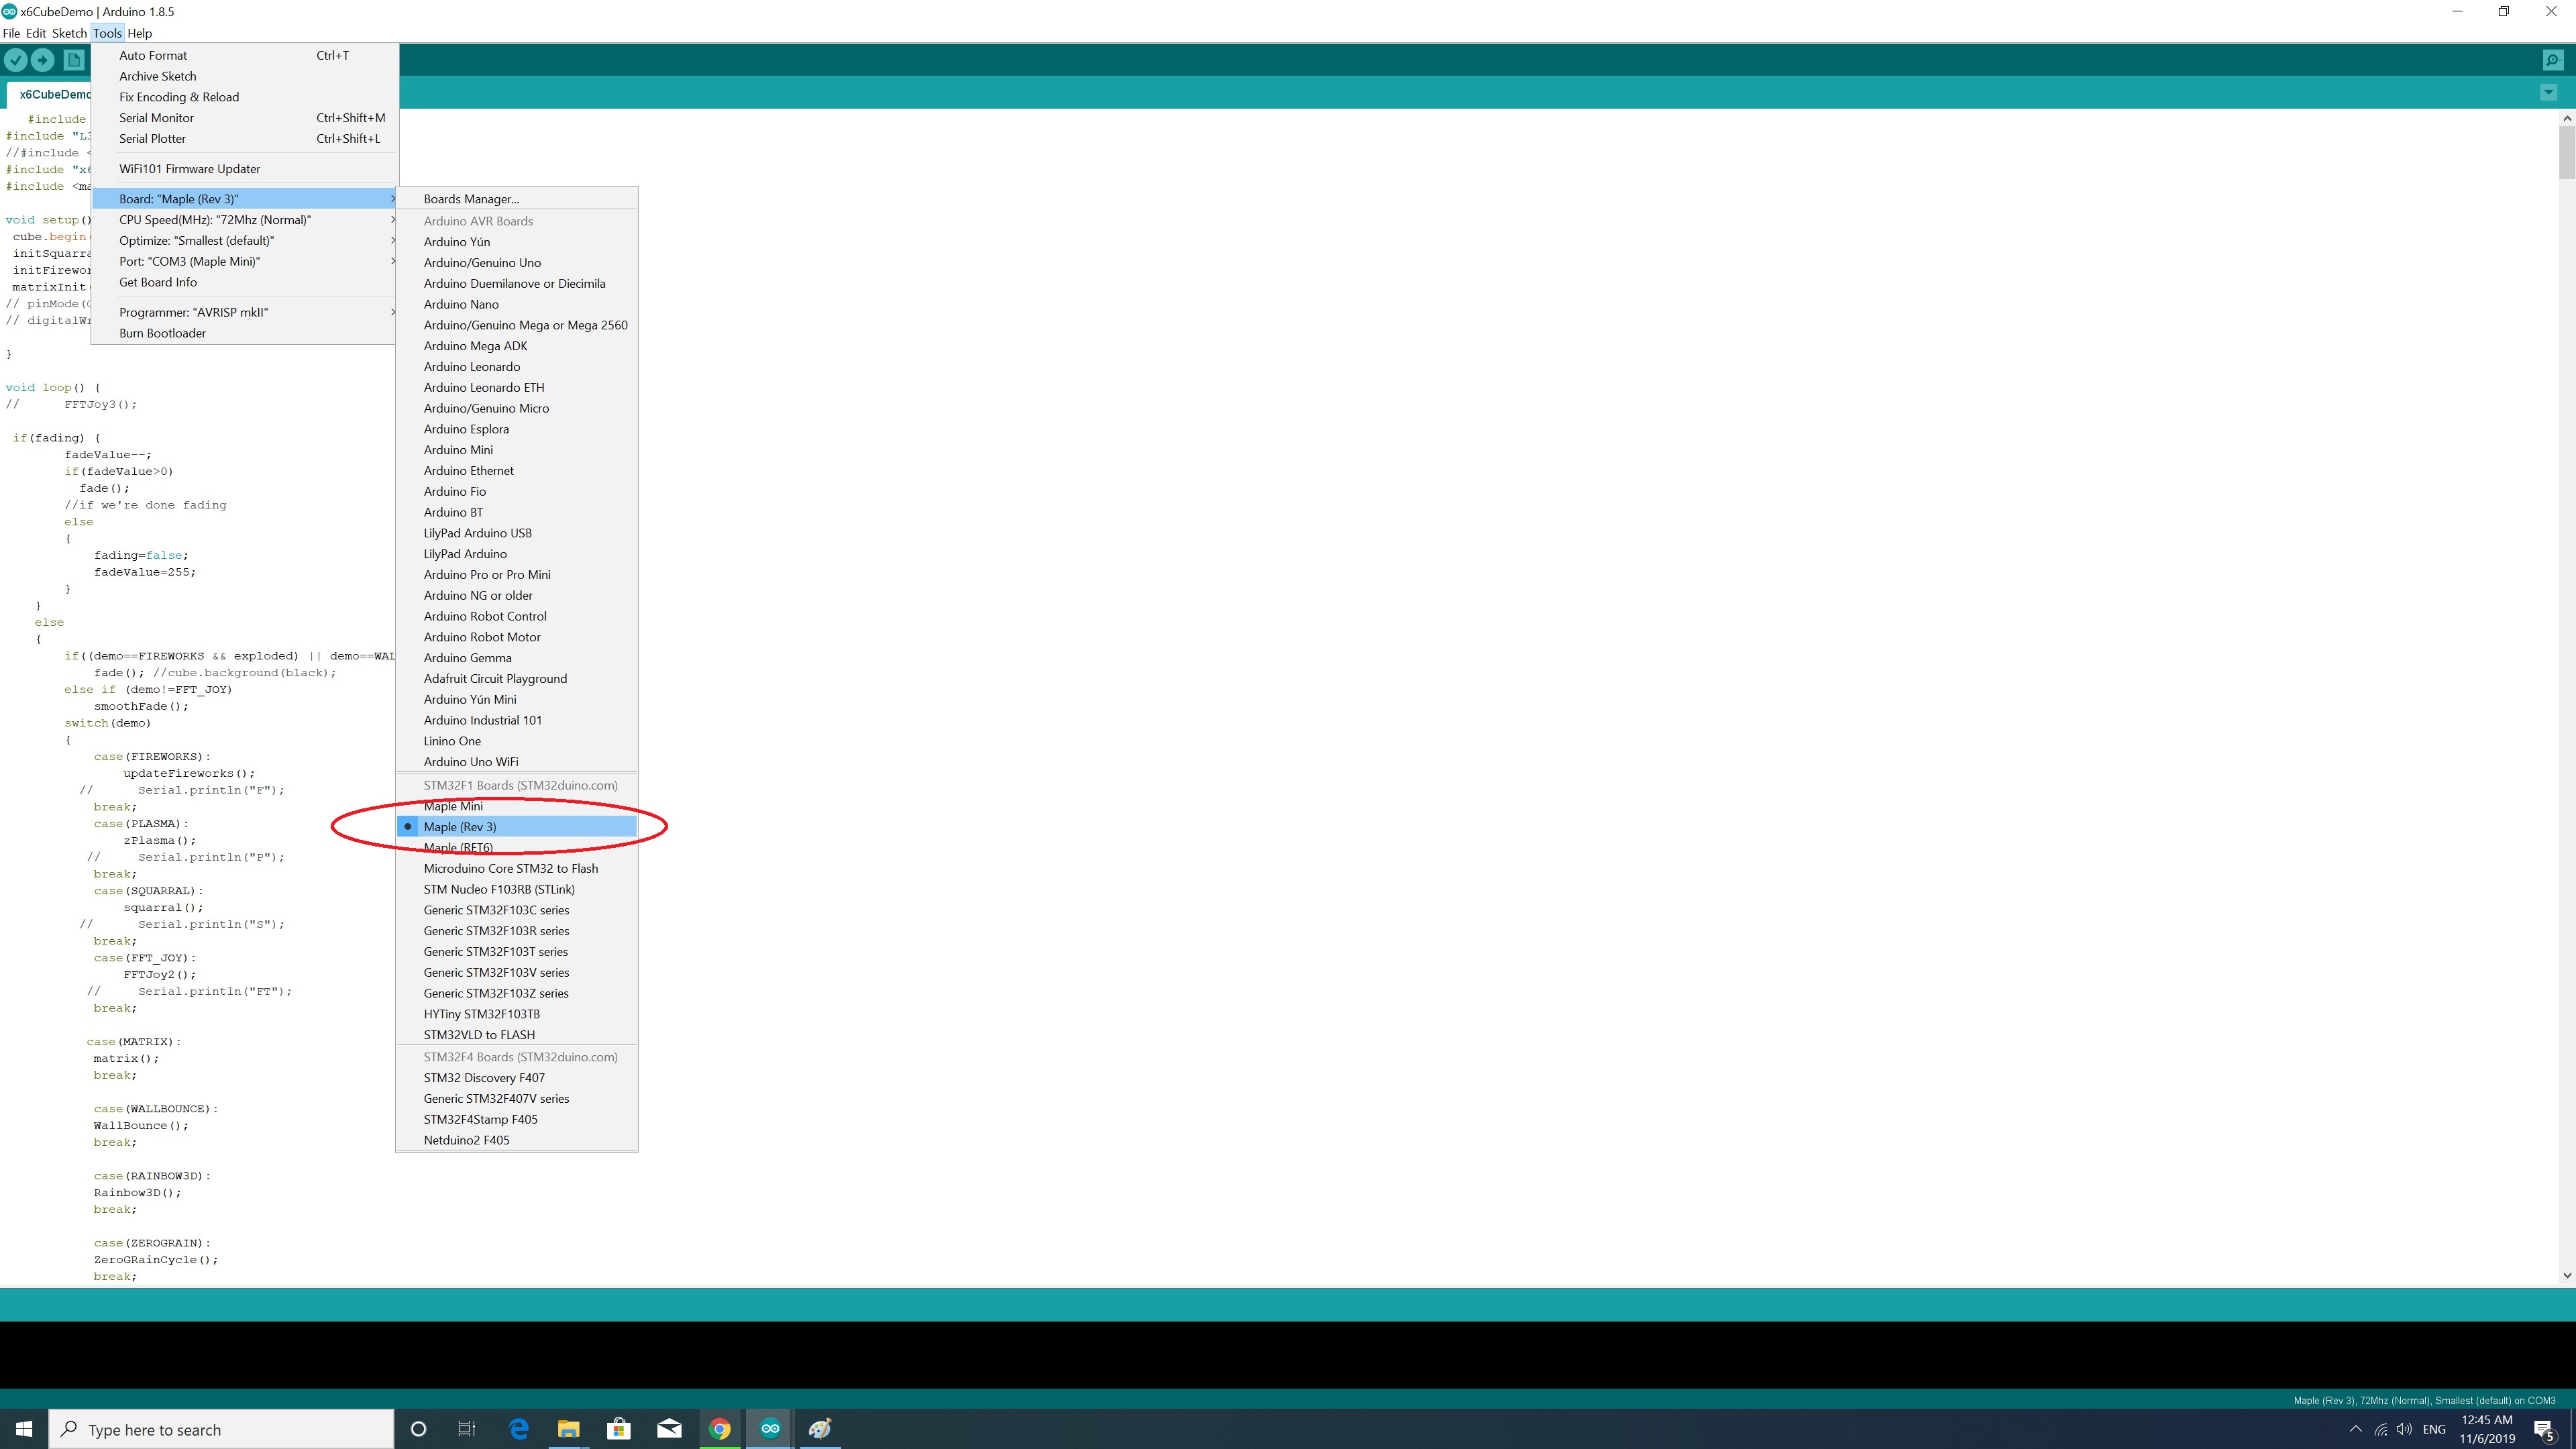 x6CubeDemo | Arduino 1.8.5
File Edit Sketch Tools Help
x6CubeDemo
Auto Format Ctrl+T
Archive Sketch
Fix Encoding & Reload
Serial Monitor Ctrl+Shift+M
Serial Plotter Ctrl+Shift+L
WiFi101 Firmware Updater
Board: "Maple (Rev 3)"
CPU Speed(MHz): "72Mhz (Normal)"
Optimize: "Smallest (default)"
Port: "COM3 (Maple Mini)"
Get Board Info
Programmer: "AVRISP mkII"
Burn Bootloader
Boards Manager...
Arduino AVR Boards
Arduino Yún
Arduino/Genuino Uno
Arduino Duemilanove or Diecimila
Arduino Nano
Arduino/Genuino Mega or Mega 2560
Arduino Mega ADK
Arduino Leonardo
Arduino Leonardo ETH
Arduino/Genuino Micro
Arduino Esplora
Arduino Mini
Arduino Ethernet
Arduino Fio
Arduino BT
LilyPad Arduino USB
LilyPad Arduino
Arduino Pro or Pro Mini
Arduino NG or older
Arduino Robot Control
Arduino Robot Motor
Arduino Gemma
Adafruit Circuit Playground
Arduino Yún Mini
Arduino Industrial 101
Linino One
Arduino Uno WiFi
STM32F1 Boards (STM32duino.com)
Maple Mini
Maple (Rev 3)
Maple (RET6)
Microduino Core STM32 to Flash
STM Nucleo F103RB (STLink)
Generic STM32F103C series
Generic STM32F103R series
Generic STM32F103T series
Generic STM32F103V series
Generic STM32F103Z series
HYTiny STM32F103TB
STM32VLD to FLASH
STM32F4 Boards (STM32duino.com)
STM32 Discovery F407
Generic STM32F407V series
STM32F4Stamp F405
Netduino2 F405
#include
#include "L3
//#include <
#include "x6
#include <ma
void setup()
cube.begin
initSquarra
initFirewor
matrixInit
// pinMode(
// digitalWr
}
void loop() {
// FFTJoy3();
if(fading) {
fadeValue--;
if(fadeValue>0)
fade();
//if we're done fading
else
{
fading=false;
fadeValue=255;
}
}
else
{
if((demo==FIREWORKS && exploded) || demo==WAL
fade(); //cube.background(black);
else if (demo!=FFT_JOY)
smoothFade();
switch(demo)
{
case(FIREWORKS):
updateFireworks();
// Serial.println("F");
break;
case(PLASMA):
zPlasma();
// Serial.println("P");
break;
case(SQUARRAL):
squarral();
// Serial.println("S");
break;
case(FFT_JOY):
FFTJoy2();
// Serial.println("FT");
break;
case(MATRIX):
matrix();
break;
case(WALLBOUNCE):
WallBounce();
break;
case(RAINBOW3D):
Rainbow3D();
break;
case(ZEROGRAIN):
ZeroGRainCycle();
break;
Maple (Rev 3), 72Mhz (Normal), Smallest (default) on COM3
Type here to search
ENG
12:45 AM
11/6/2019
5